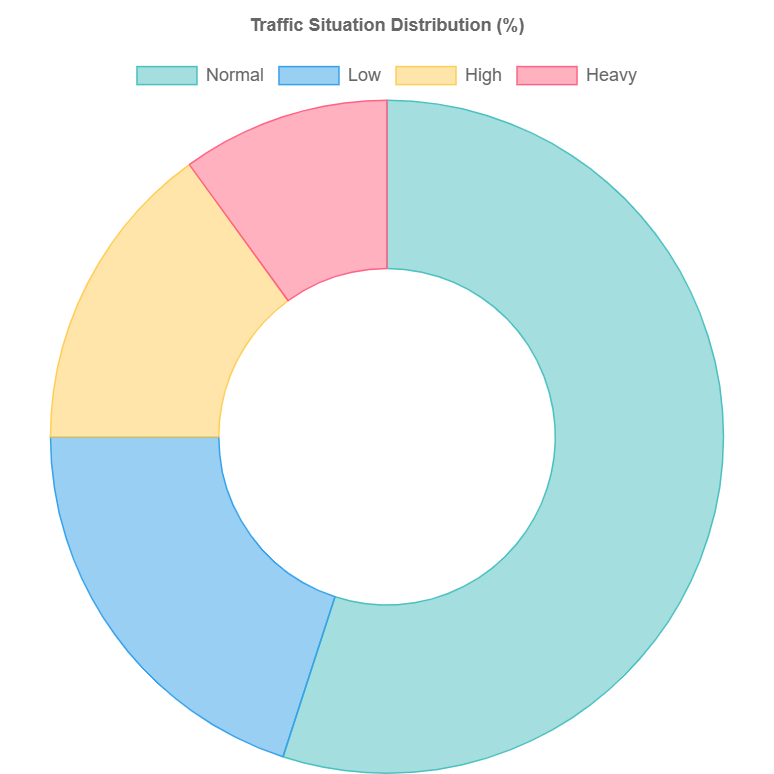 Traffic Situation Distribution (%)
Normal Low High Heavy